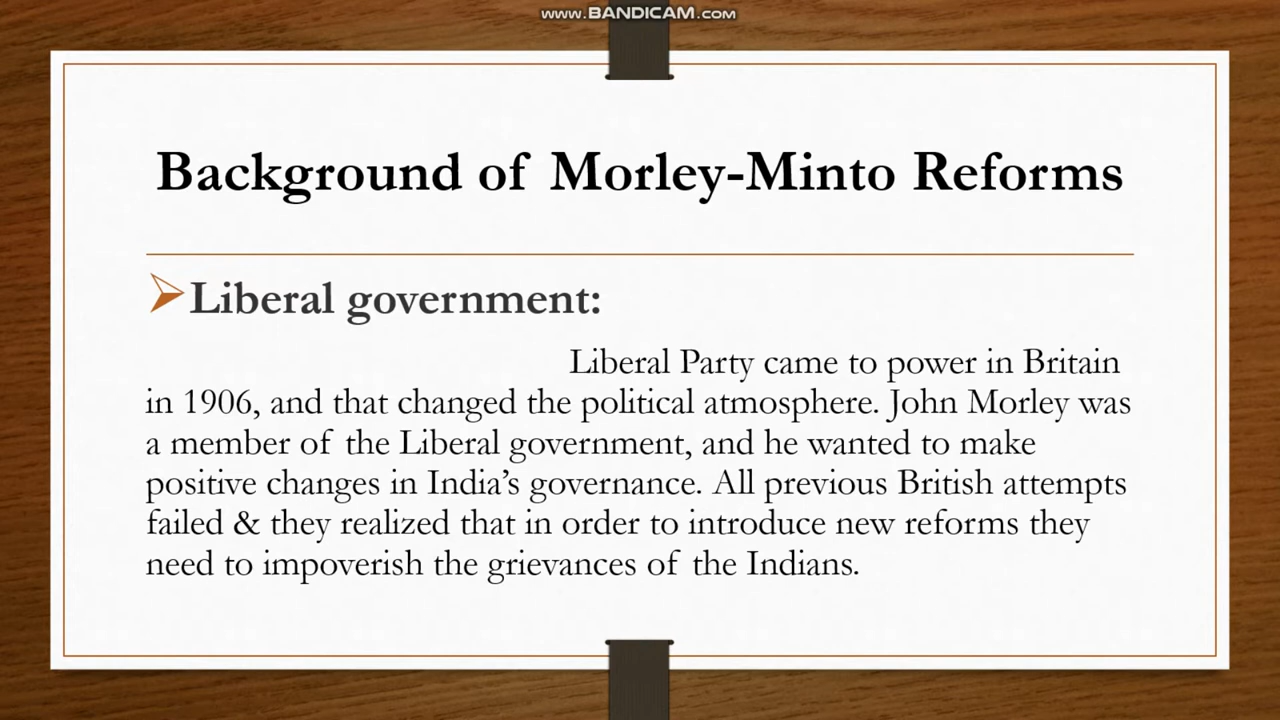 www.BANDICAM.com
Background of Morley-Minto Reforms
Liberal government:
Liberal Party came to power in Britain
in 1906, and that changed the political atmosphere. John Morley was
a member of the Liberal government, and he wanted to make
positive changes in India’s governance. All previous British attempts
failed & they realized that in order to introduce new reforms they
need to impoverish the grievances of the Indians.